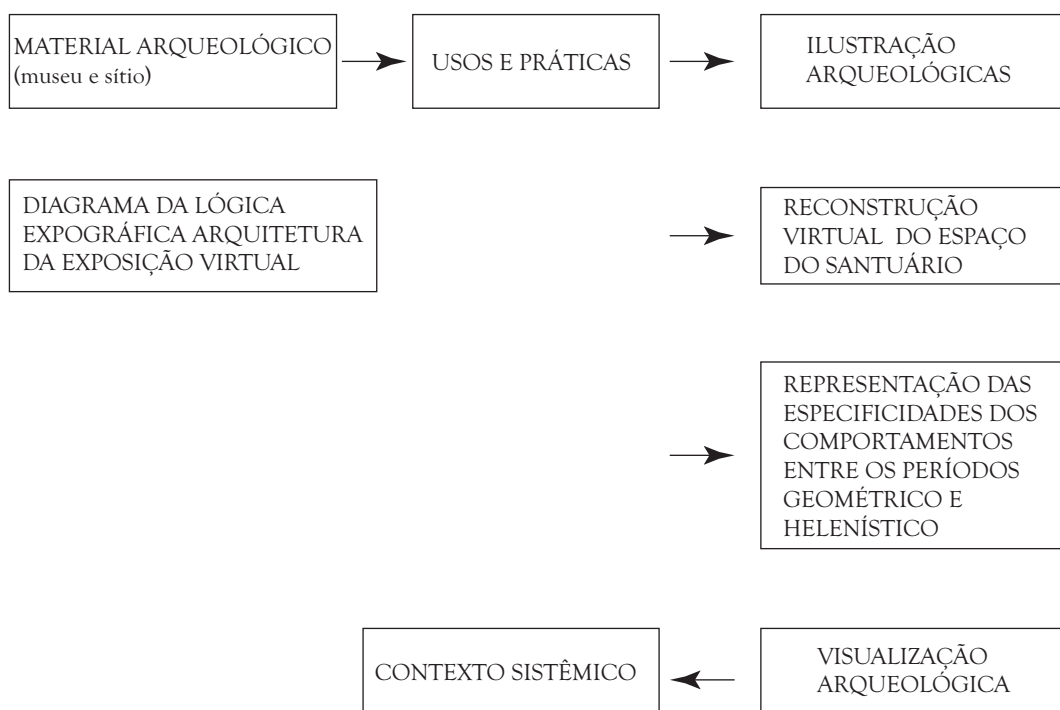 MATERIAL ARQUEOLÓGICO
(museu e sítio)
USOS E PRÁTICAS
ILUSTRAÇÃO
ARQUEOLÓGICAS
DIAGRAMA DA LÓGICA
EXPOGRÁFICA ARQUITETURA
DA EXPOSIÇÃO VIRTUAL
RECONSTRUÇÃO
VIRTUAL DO ESPAÇO
DO SANTUÁRIO
REPRESENTAÇÃO DAS
ESPECIFICIDADES DOS
COMPORTAMENTOS
ENTRE OS PERÍODOS
GEOMÉTRICO E
HELENÍSTICO
CONTEXTO SISTÊMICO
VISUALIZAÇÃO
ARQUEOLÓGICA